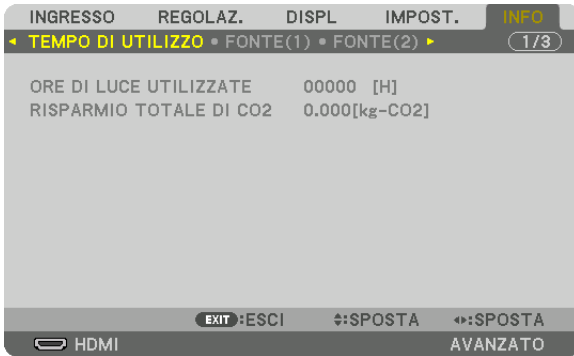 INGRESSO REGOLAZ. DISPL IMPOST. INFO
TEMPO DI UTILIZZO • FONTE(1) • FONTE(2) 1/3
ORE DI LUCE UTILIZZATE 00000 [H]
RISPARMIO TOTALE DI CO2 0.000[kg-CO2]
EXIT :ESCI :SPOSTA :SPOSTA
HDMI AVANZATO